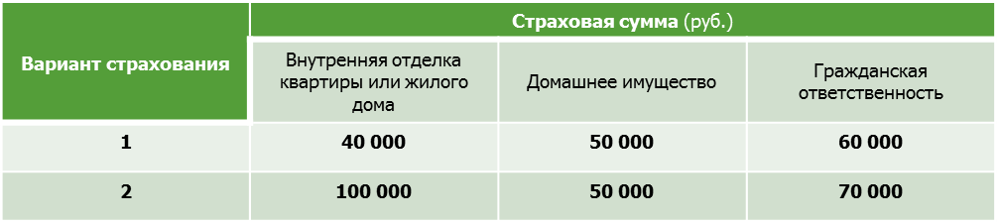 Вариант страхования
Страховая сумма (руб.)
Внутренняя отделка
квартиры или жилого
дома
Домашнее имущество
Гражданская
ответственность
1
40 000
50 000
60 000
2
100 000
50 000
70 000